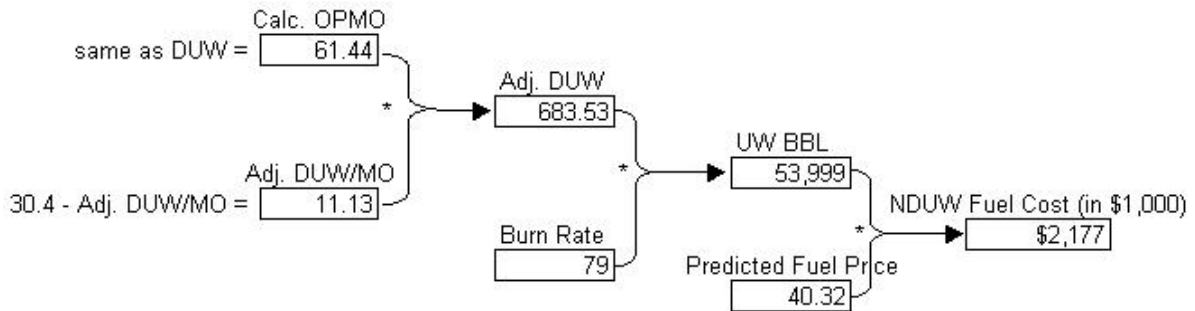 Calc. OPMO
same as DUW = 61.44
*
Adj. DUW
683.53
Adj. DUW/MO
30.4 - Adj. DUW/MO = 11.13
*
UW BBL
53,999
Burn Rate
79
*
NDUW Fuel Cost (in $1,000)
$2,177
Predicted Fuel Price
40.32